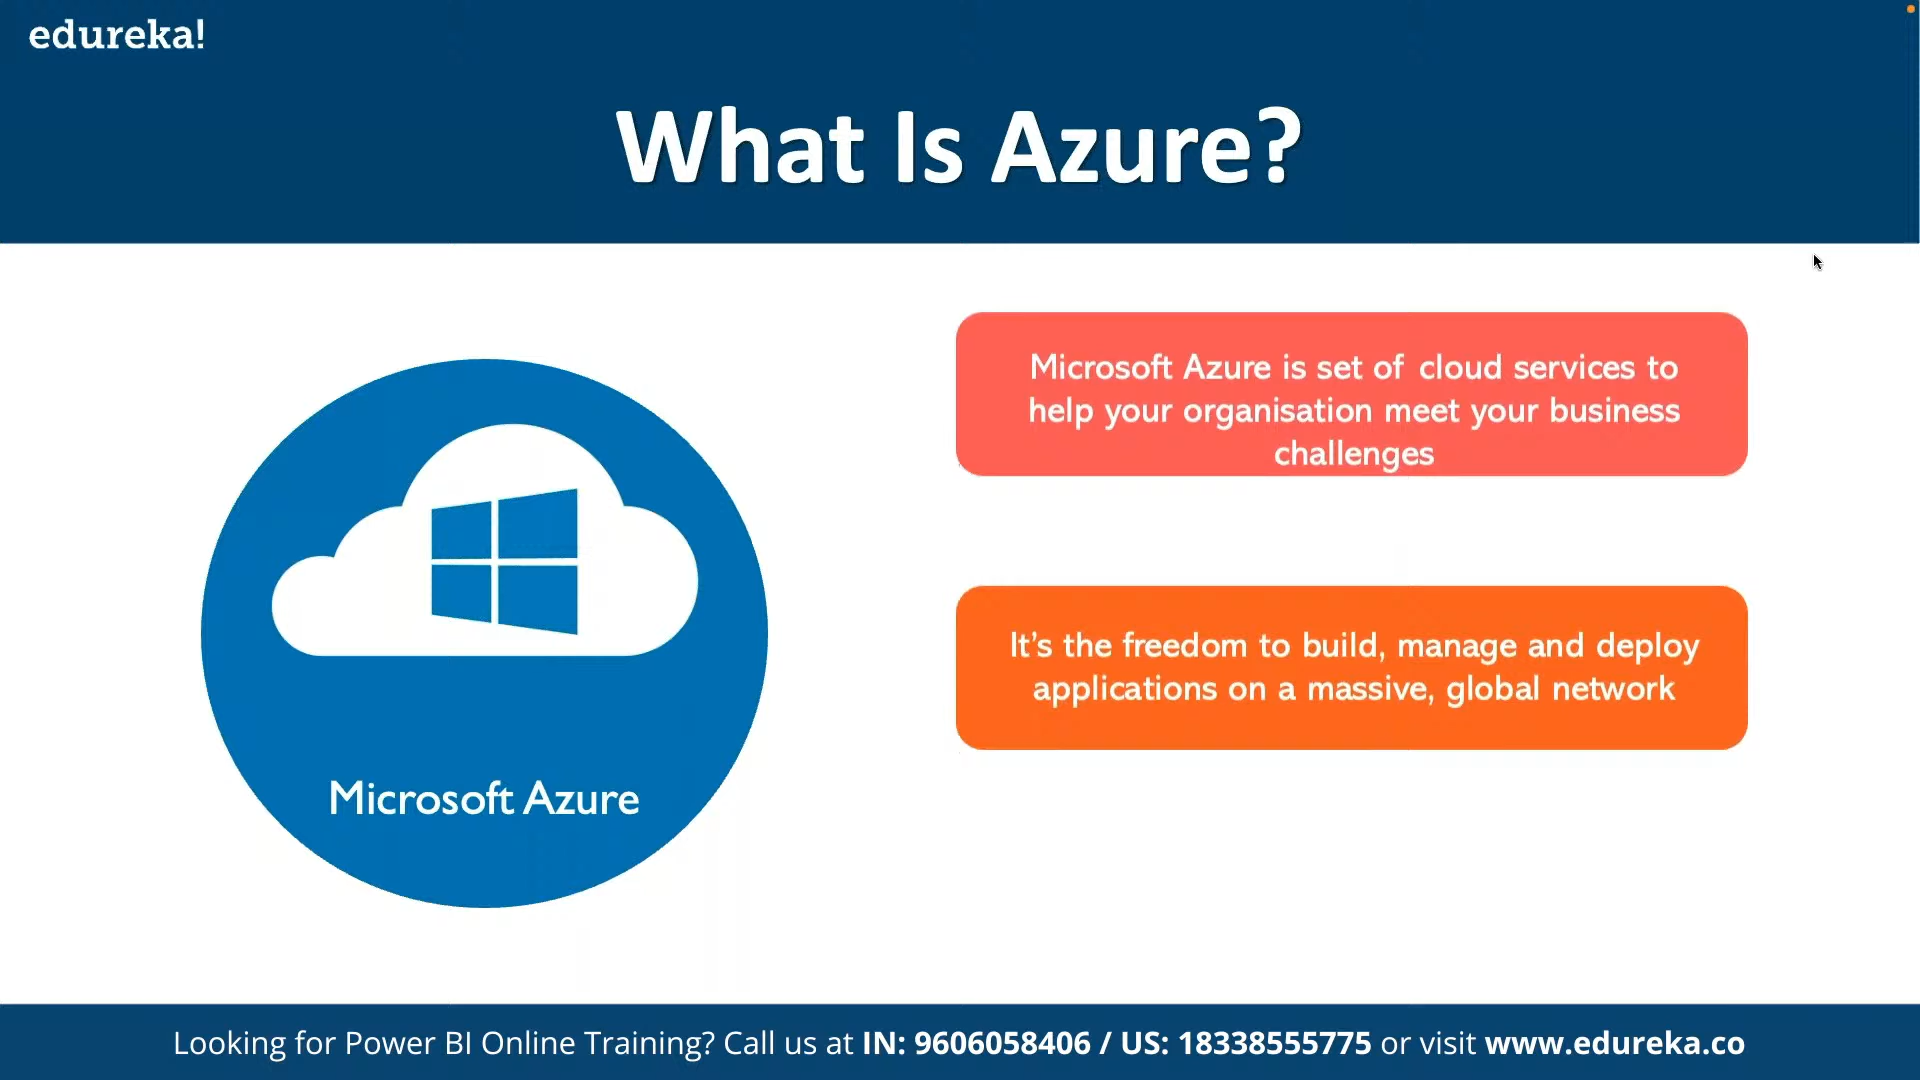 edureka!
What Is Azure?
Microsoft Azure is set of cloud services to
help your organisation meet your business
challenges
It's the freedom to build, manage and deploy
applications on a massive, global network
Microsoft Azure
Looking for Power BI Online Training? Call us at IN: 9606058406 / US: 18338555775 or visit www.edureka.co